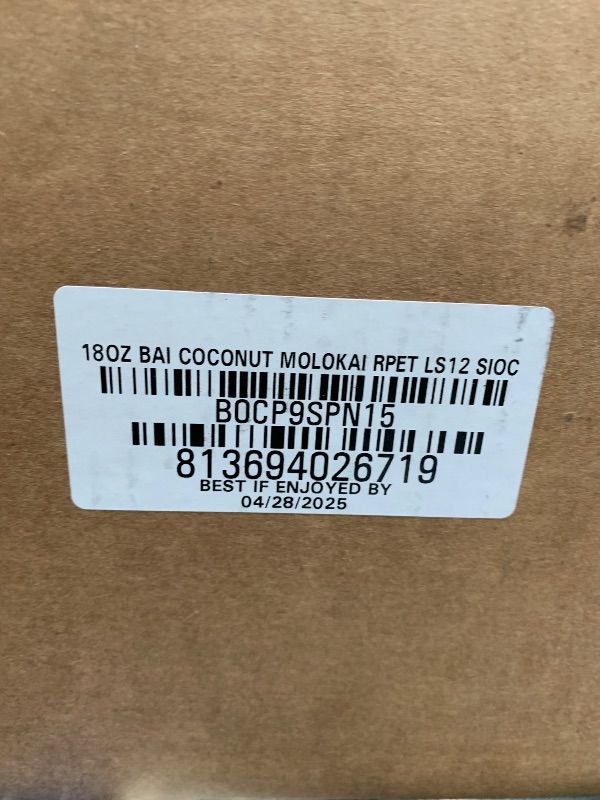 18OZ BAI COCONUT MOLOKAI RPET LS12 SIOC
B0CP9SPN15
813694026719
BEST IF ENJOYED BY
04/28/2025